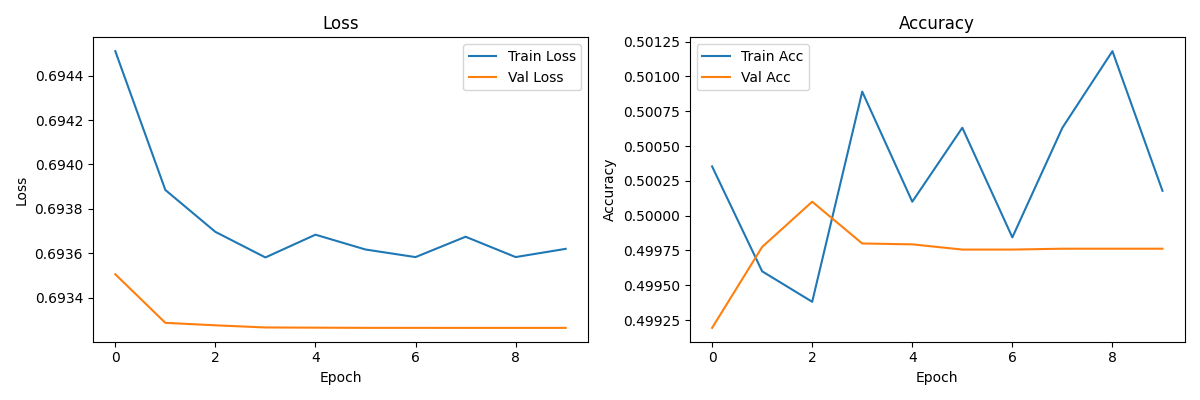 Loss
Train Loss
Val Loss
0.6944
0.6942
0.6940
0.6938
0.6936
0.6934
Loss
0 2 4 6 8
Epoch
Accuracy
Train Acc
Val Acc
0.50125
0.50100
0.50075
0.50050
0.50025
0.50000
0.49975
0.49950
0.49925
Accuracy
0 2 4 6 8
Epoch